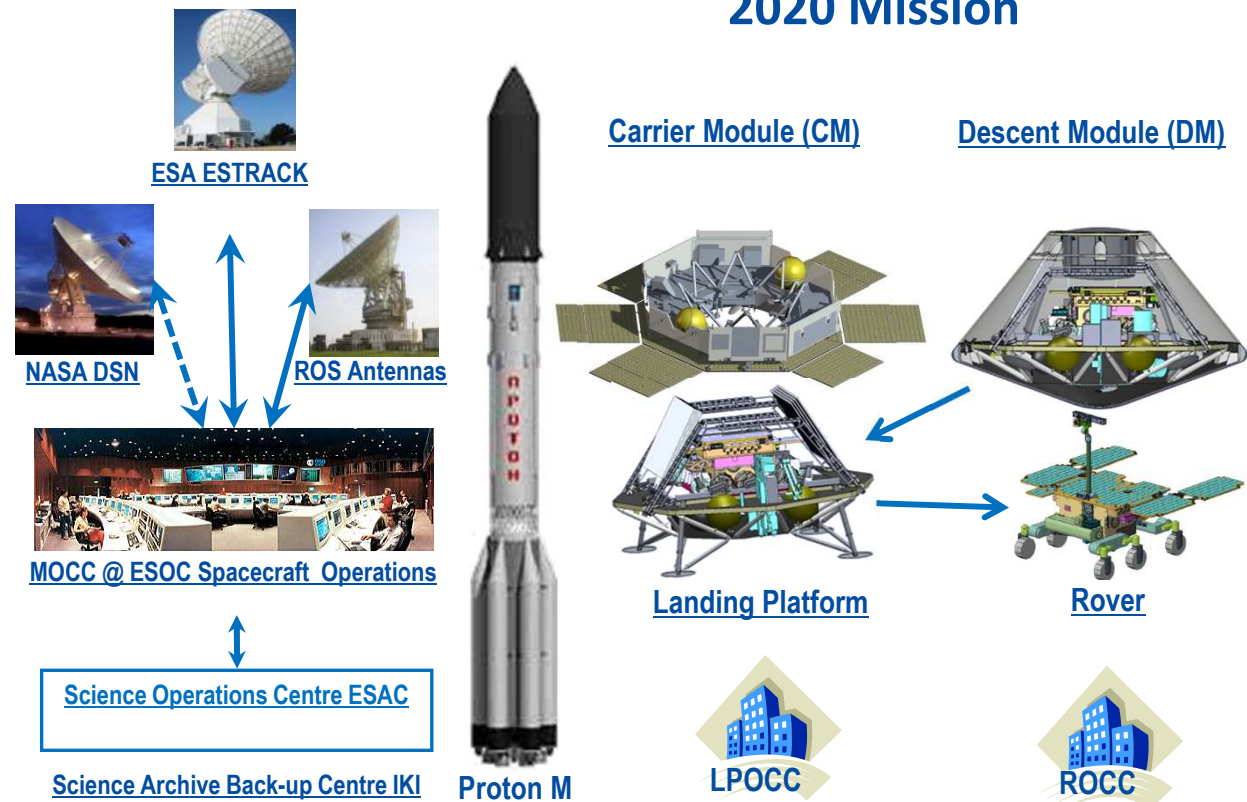 2020 Mission
Carrier Module (CM)
Descent Module (DM)
ESA ESTRACK
NASA DSN
ROS Antennas
MOCC @ ESOC Spacecraft Operations
Science Operations Centre ESAC
Science Archive Back-up Centre IKI
ПРОТОН
Proton M
Landing Platform
Rover
LPOCC
ROCC